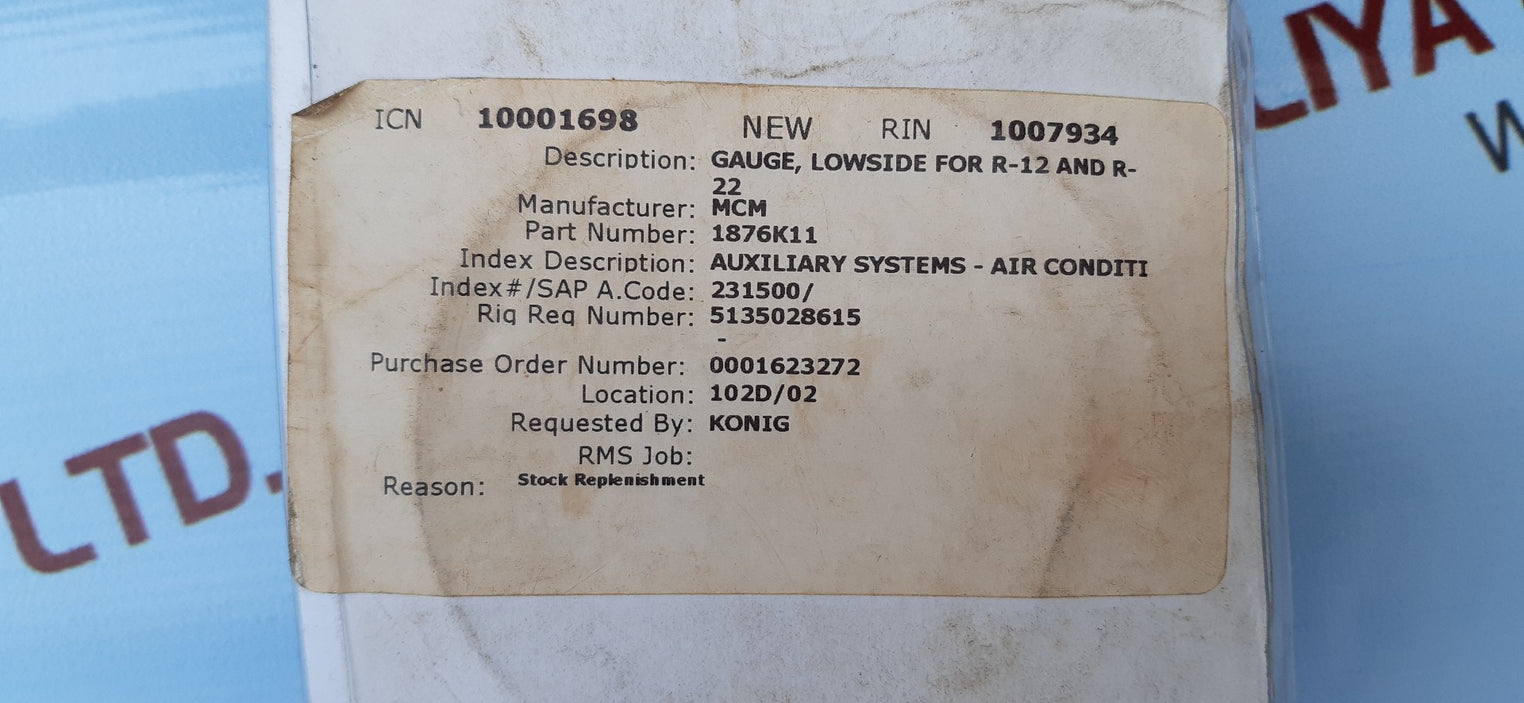 LIYA
W
ICN 10001698 NEW RIN 1007934
Description: GAUGE, LOWSIDE FOR R-12 AND R-
22
Manufacturer: MCM
Part Number: 1876K11
Index Description: AUXILIARY SYSTEMS - AIR CONDITI
Index#/SAP A.Code: 231500/
Rig Req Number: 5135028615
-
Purchase Order Number: 0001623272
Location: 102D/02
Requested By: KONIG
RMS Job:
Reason: Stock Replenishment
LTD.